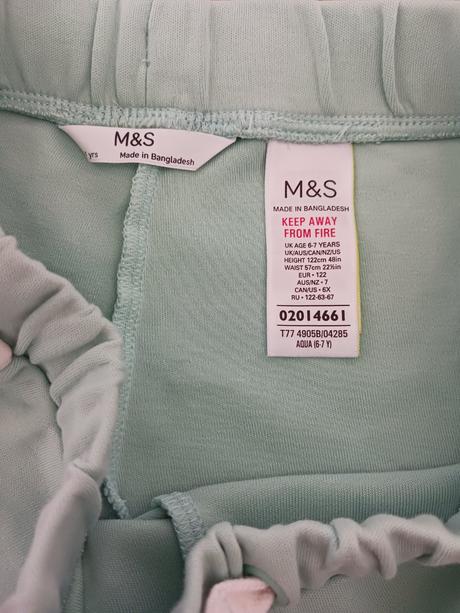 M&S
yrs Made in Bangladesh
M&S
MADE IN BANGLADESH
KEEP AWAY
FROM FIRE
UK AGE 6-7 YEARS
UK/AUS/CAN/NZ/US
HEIGHT 122cm 48in
WAIST 57cm 22½in
EUR • 122
AUS/NZ • 7
CAN/US • 6X
RU • 122-63-67
02014661
T77 4905B/04285
AQUA (6-7 Y)